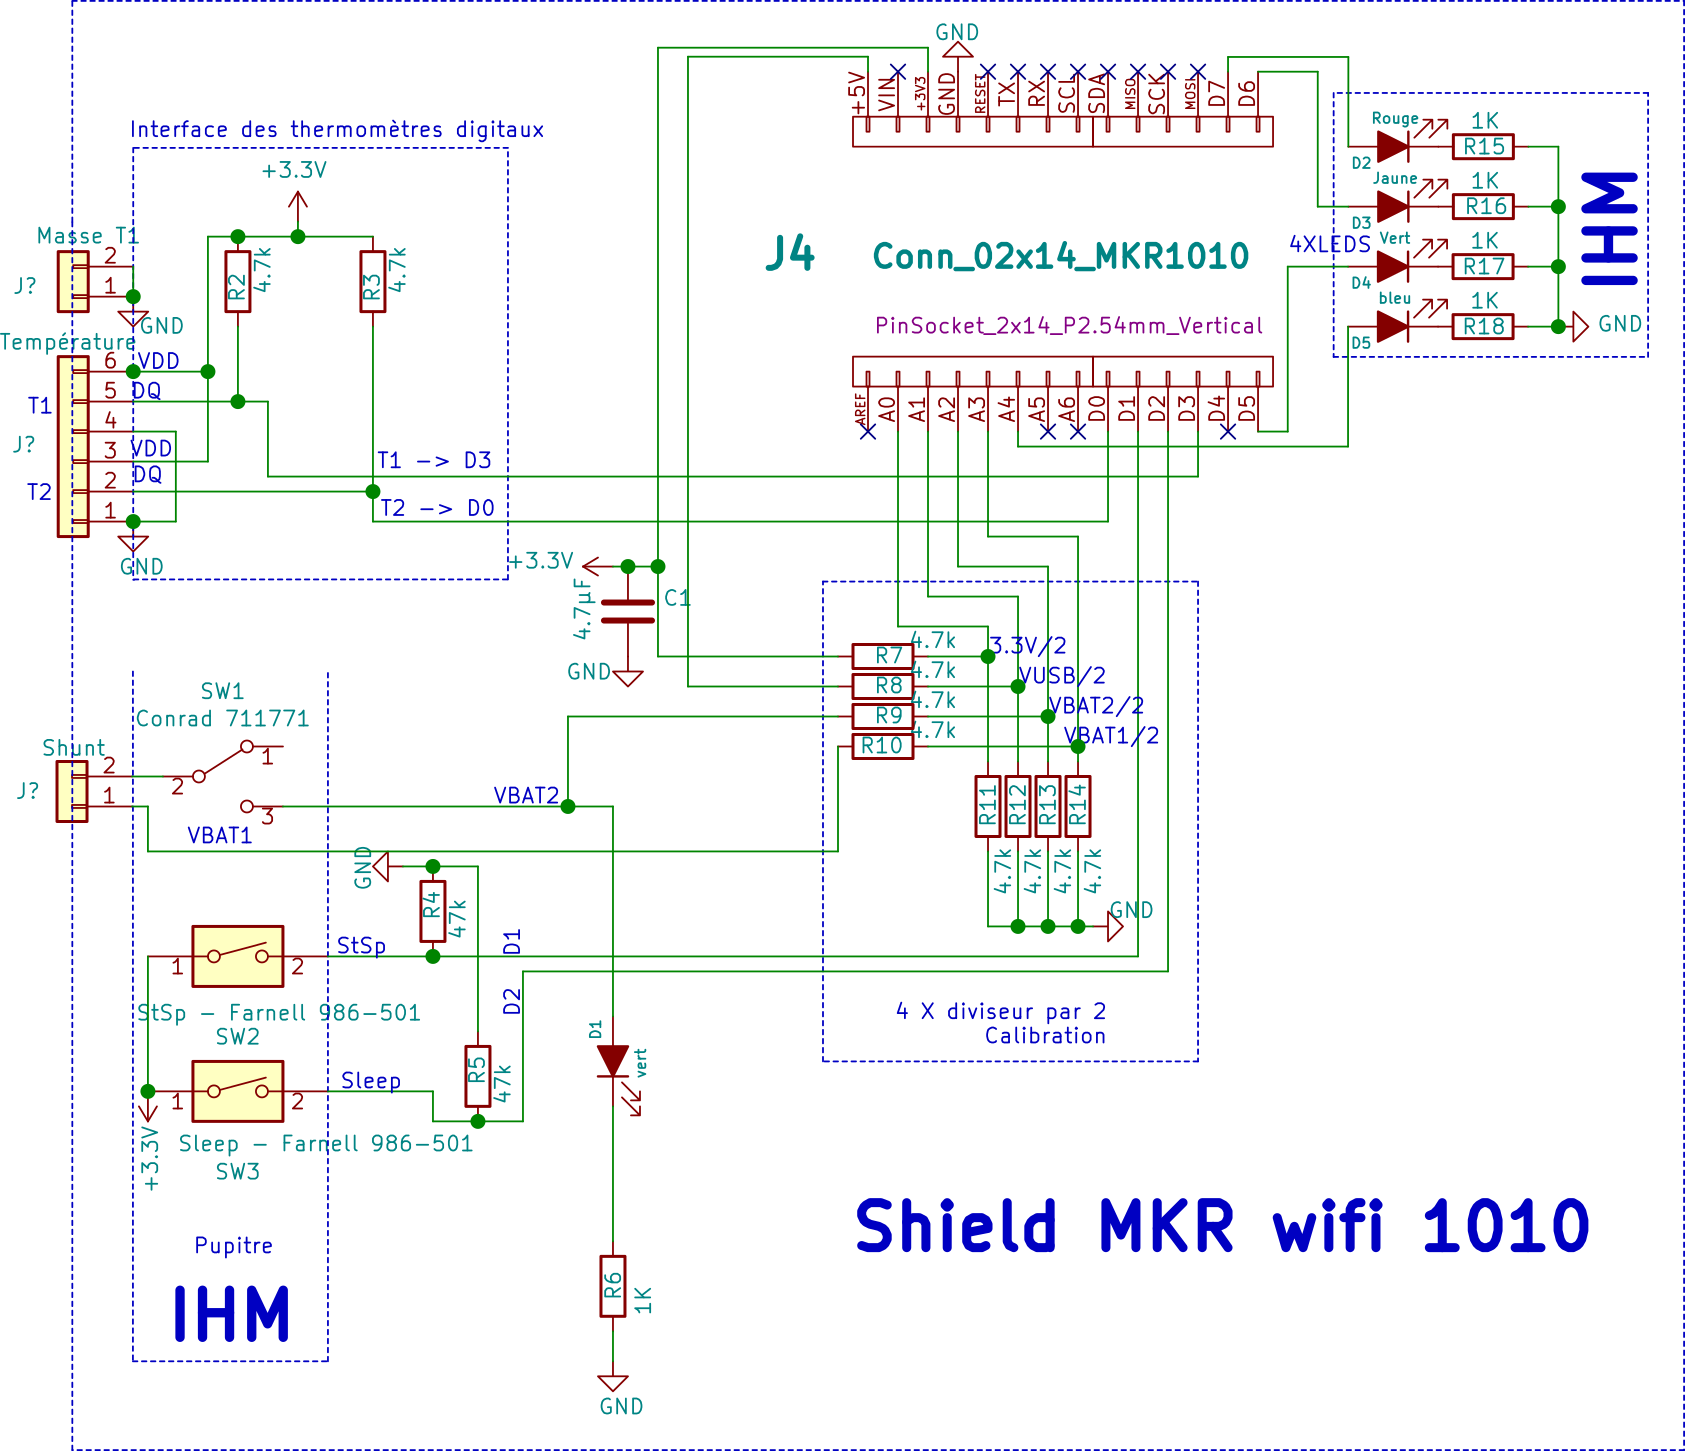 GND
+5V
VIN
+3V3
GND
RESET
TX
RX
SCL
SDA
MISO
SCK
MOSI
D7
D6
Interface des thermomètres digitaux
+3.3V
Masse T1
2
1
J?
GND
R2
4.7k
R3
4.7k
Température
6
5
4
3
2
1
VDD
DQ
T1
J?
VDD
DQ
T2
GND
T1 -> D3
T2 -> D0
J4
Conn_02x14_MKR1010
PinSocket_2x14_P2.54mm_Vertical
AREF
A0
A1
A2
A3
A4
A5
A6
D0
D1
D2
D3
D4
D5
Rouge
1K
D2
R15
Jaune
1K
D3
R16
4XLEDS
Vert
1K
D4
R17
bleu
1K
D5
R18
GND
IHM
+3.3V
4.7µF
C1
GND
4.7k
R7
3.3V/2
4.7k
R8
VUSB/2
4.7k
R9
VBAT2/2
4.7k
R10
VBAT1/2
R11
R12
R13
R14
4.7k
4.7k
4.7k
4.7k
GND
4 X diviseur par 2
Calibration
SW1
Conrad 711771
Shunt
2
1
J?
1
2
3
VBAT2
VBAT1
GND
R4
47k
StSp
D1
1
2
StSp - Farnell 986-501
SW2
D2
R5
47k
Sleep
1
2
Sleep - Farnell 986-501
SW3
+3.3V
D1
vert
Pupitre
IHM
R6
1K
GND
Shield MKR wifi 1010